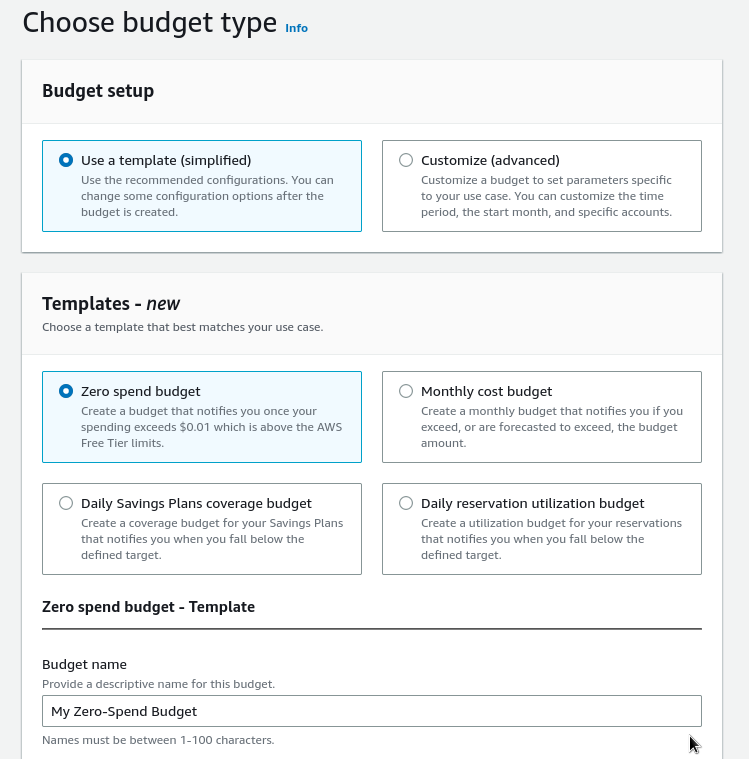 Choose budget type Info
Budget setup
Use a template (simplified)
Use the recommended configurations. You can
change some configuration options after the
budget is created.
Customize (advanced)
Customize a budget to set parameters specific
to your use case. You can customize the time
period, the start month, and specific accounts.
Templates - new
Choose a template that best matches your use case.
Zero spend budget
Create a budget that notifies you once your
spending exceeds $0.01 which is above the AWS
Free Tier limits.
Monthly cost budget
Create a monthly budget that notifies you if you
exceed, or are forecasted to exceed, the budget
amount.
Daily Savings Plans coverage budget
Create a coverage budget for your Savings Plans
that notifies you when you fall below the
defined target.
Daily reservation utilization budget
Create a utilization budget for your reservations
that notifies you when you fall below the
defined target.
Zero spend budget - Template
Budget name
Provide a descriptive name for this budget.
My Zero-Spend Budget
Names must be between 1-100 characters.